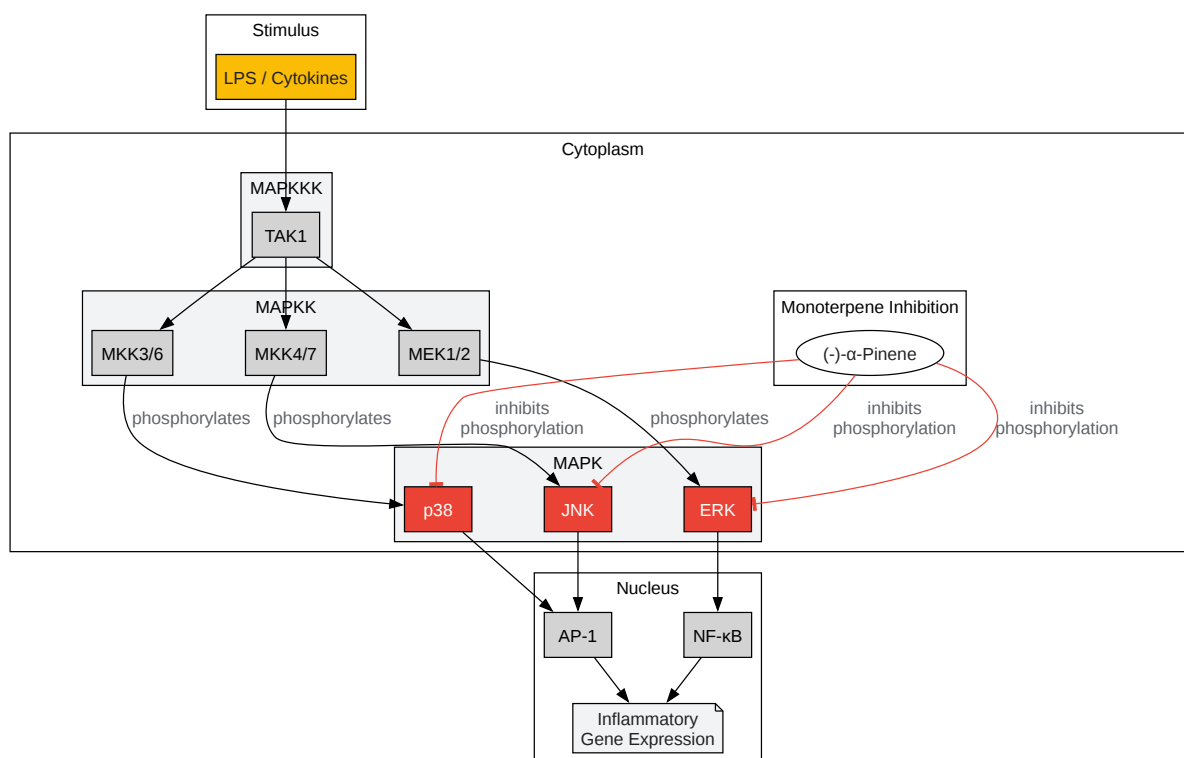 Stimulus
LPS / Cytokines
Cytoplasm
MAPKKK
TAK1
MAPKK
MKK3/6
MKK4/7
MEK1/2
Monoterpene Inhibition
(-)-α-Pinene
phosphorylates
phosphorylates
inhibits
phosphorylation
phosphorylates
inhibits
phosphorylation
inhibits
phosphorylation
MAPK
p38
JNK
ERK
Nucleus
AP-1
NF-κB
Inflammatory
Gene Expression